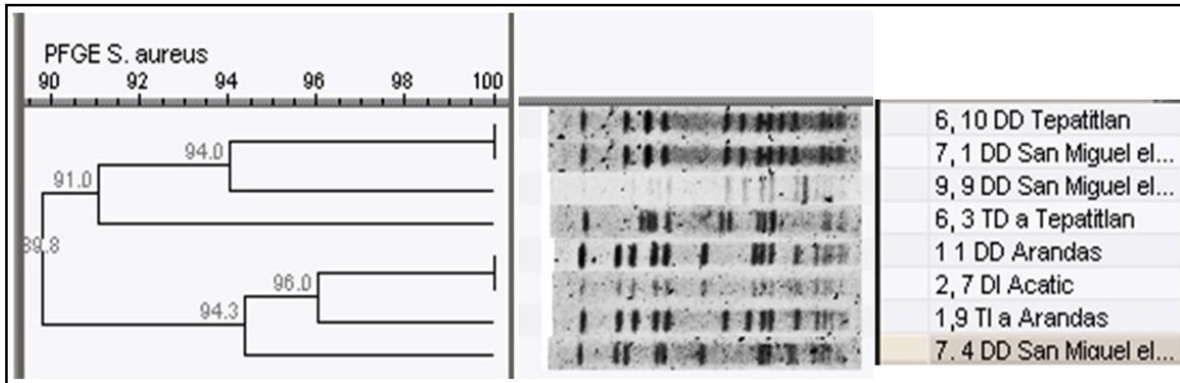 PFGE S. aureus
90 92 94 96 98 100
94.0
91.0
89.8
96.0
94.3
6, 10 DD Tepatitlan
7, 1 DD San Miguel el...
9, 9 DD San Miguel el...
6, 3 TD a Tepatitlan
1 1 DD Arandas
2, 7 DI Acatic
1,9 TI a Arandas
7. 4 DD San Miguel el...